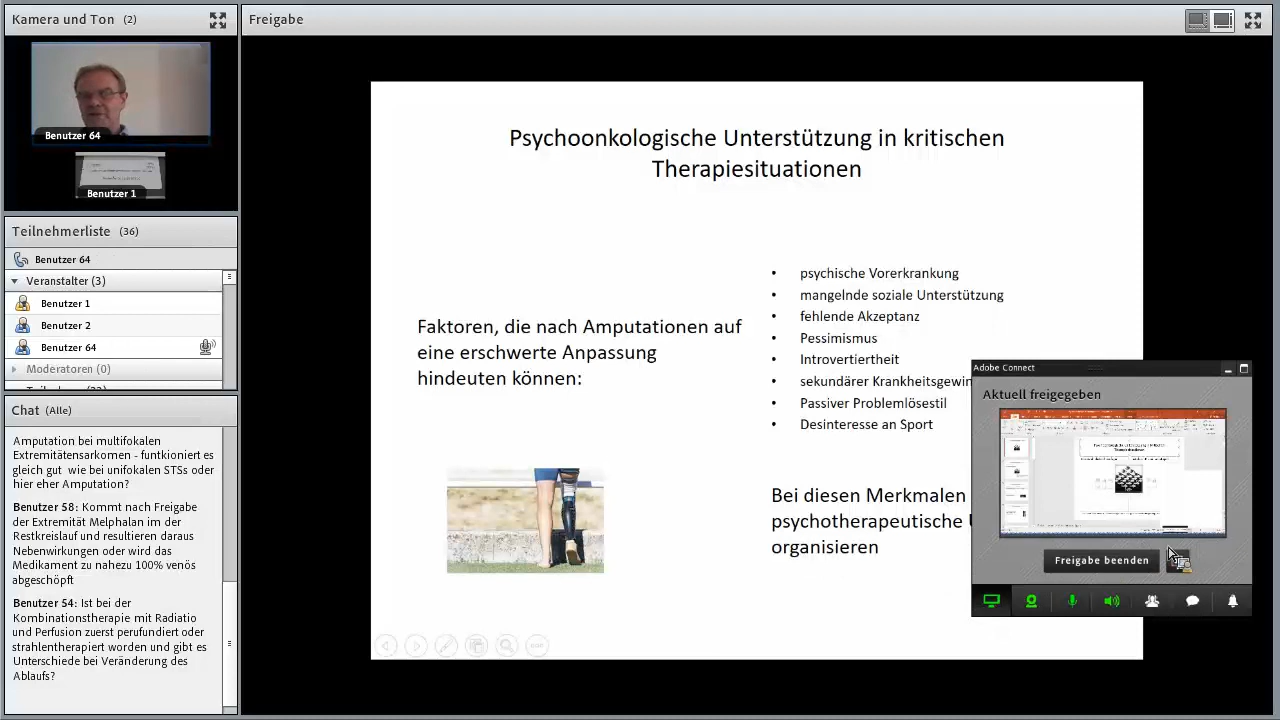 Kamera und Ton (2)
Benutzer 64
Benutzer 1
Teilnehmerliste (36)
Benutzer 64
Veranstalter (3)
Benutzer 1
Benutzer 2
Benutzer 64
Moderatoren (0)
Chat (Alle)
Amputation bei multifokalen
Extremitätensarkomen - funtkioniert es
gleich gut wie bei unifokalen STSs oder
hier eher Amputation?
Benutzer 58: Kommt nach Freigabe
der Extremität Melphalan im der
Restkreislauf und resultieren daraus
Nebenwirkungen oder wird das
Medikament zu nahezu 100% venös
abgeschöpft
Benutzer 54: Ist bei der
Kombinationstherapie mit Radiatio
und Perfusion zuerst perufundiert oder
strahlentherapiert worden und gibt es
Unterschiede bei Veränderung des
Ablaufs?
Freigabe
Psychoonkologische Unterstützung in kritischen
Therapiesituationen
Faktoren, die nach Amputationen auf
eine erschwerte Anpassung
hindeuten können:
• psychische Vorerkrankung
• mangelnde soziale Unterstützung
• fehlende Akzeptanz
• Pessimismus
• Introvertiertheit
• sekundärer Krankheitsgewin
• Passiver Problemlösestil
• Desinteresse an Sport
Bei diesen Merkmalen
psychotherapeutische
organisieren
Adobe Connect
Aktuell freigegeben
Freigabe beenden